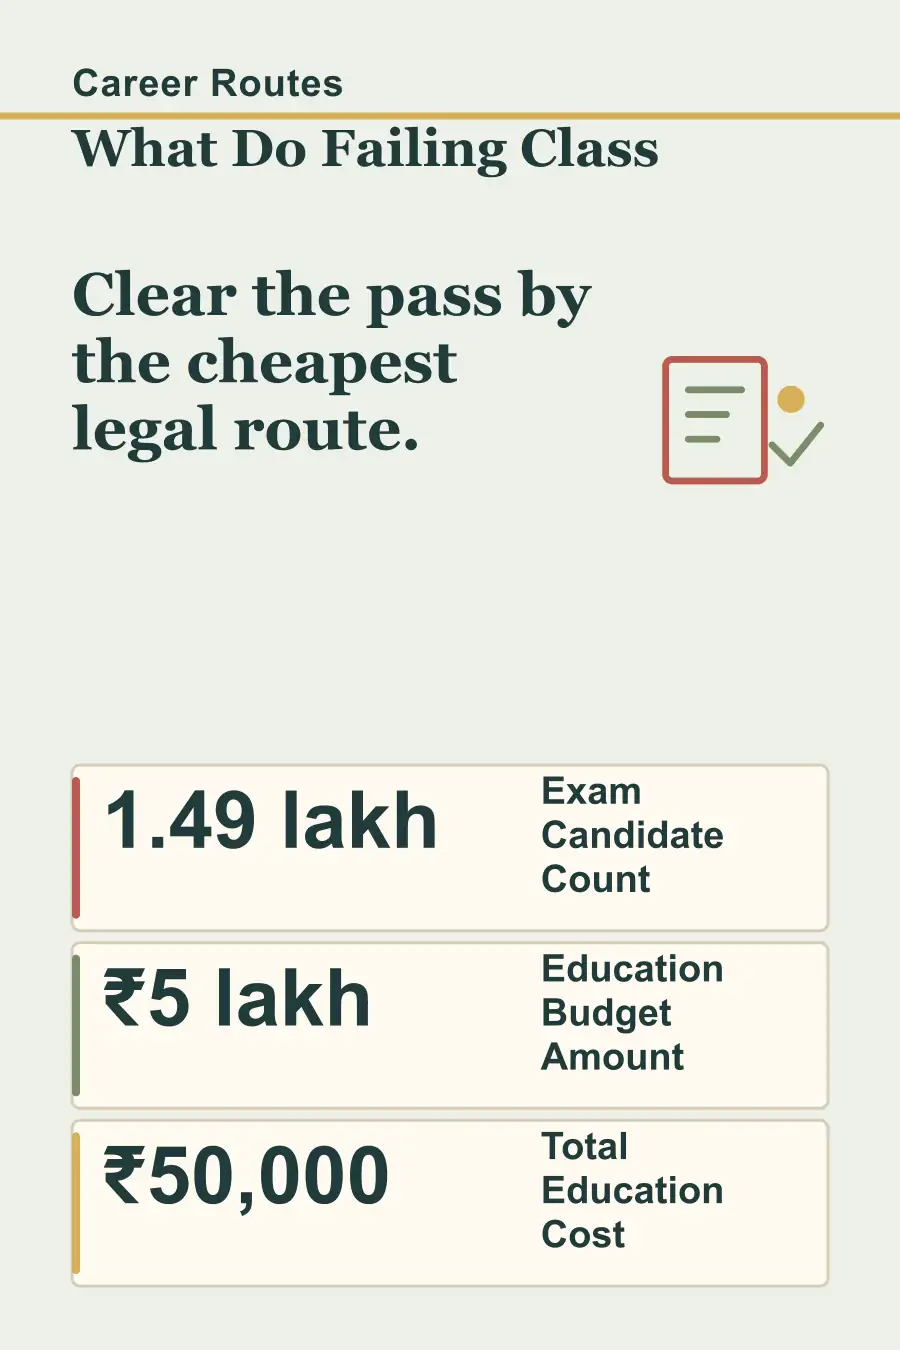 Career Routes
What Do Failing Class
Clear the pass by
the cheapest
legal route.
1.49 lakh
Exam
Candidate
Count
₹5 lakh
Education
Budget
Amount
₹50,000
Total
Education
Cost